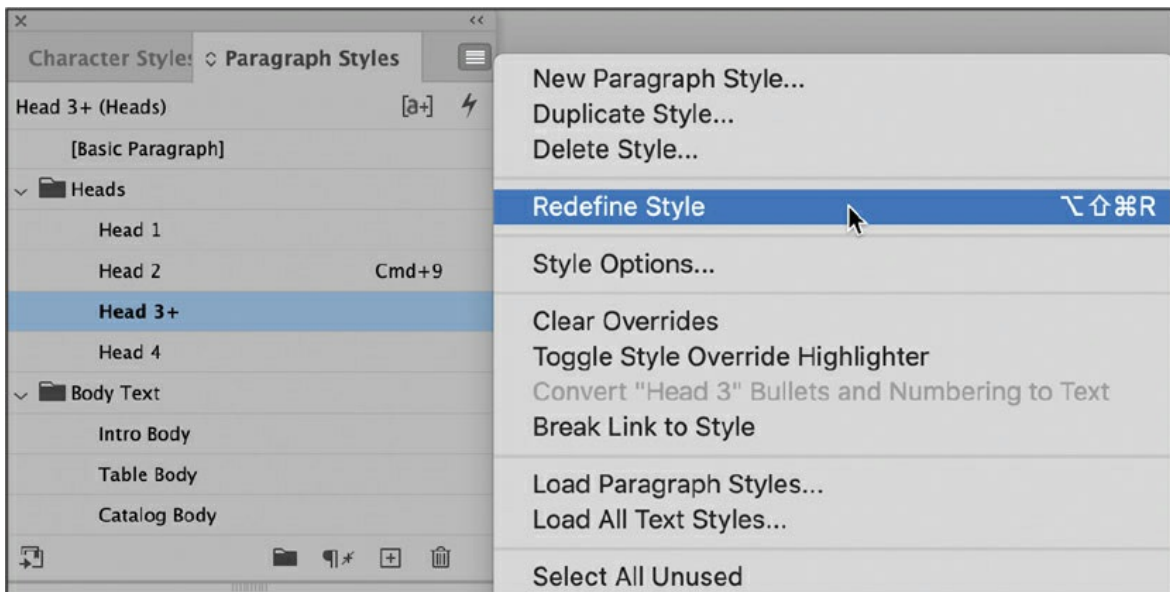 Character Styles
Paragraph Styles
Head 3+ (Heads)
[a+]
[Basic Paragraph]
Heads
Head 1
Head 2 Cmd+9
Head 3+
Head 4
Body Text
Intro Body
Table Body
Catalog Body
New Paragraph Style...
Duplicate Style...
Delete Style...
Redefine Style ⌥⇧⌘R
Style Options...
Clear Overrides
Toggle Style Override Highlighter
Convert "Head 3" Bullets and Numbering to Text
Break Link to Style
Load Paragraph Styles...
Load All Text Styles...
Select All Unused